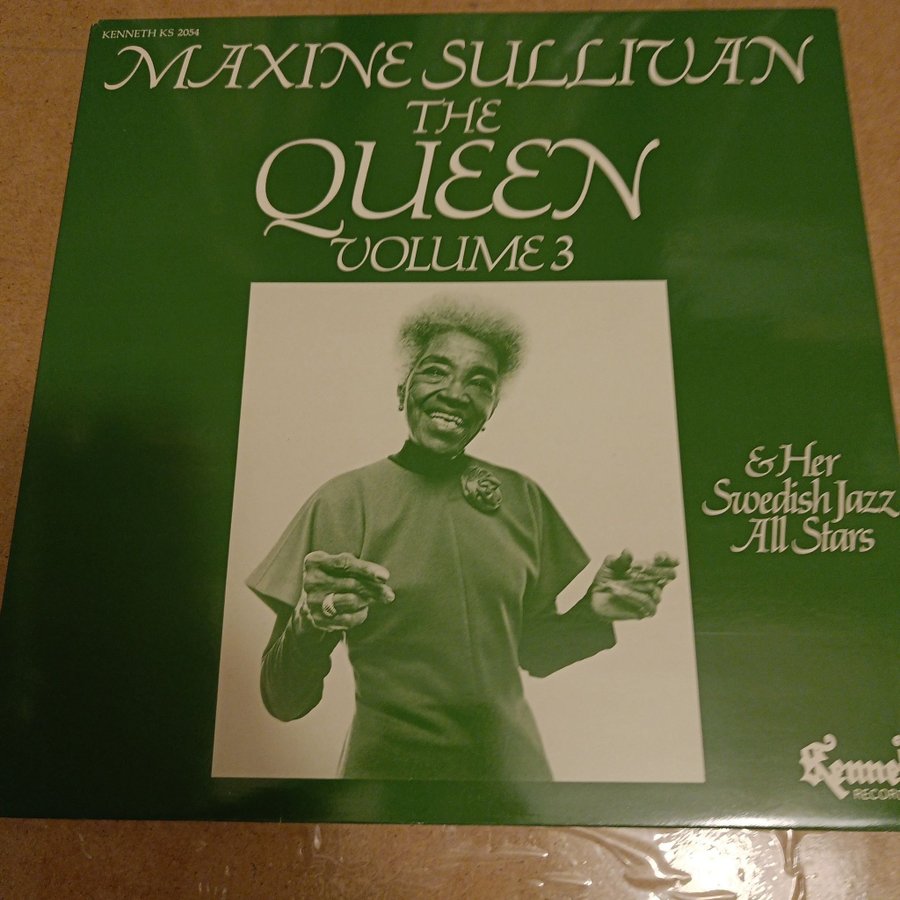 KENNETH KS 2054
MAXINE SULLIVAN
THE
QUEEN
VOLUME 3
& Her
Swedish Jazz
All Stars